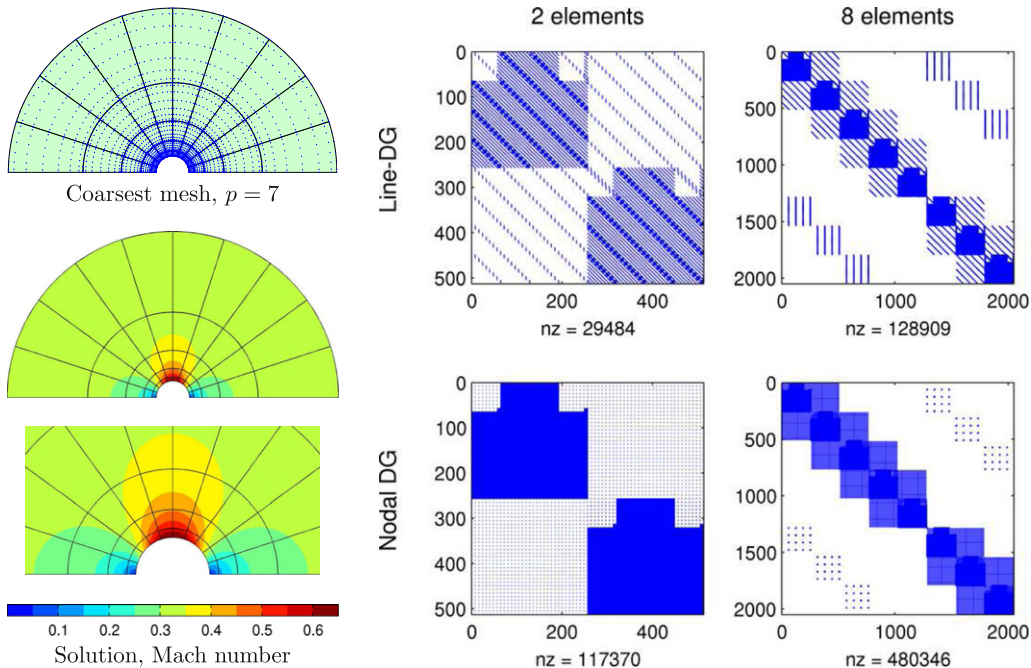 Coarsest mesh, p = 7
0.1 0.2 0.3 0.4 0.5 0.6
Solution, Mach number
2 elements
8 elements
Line-DG
0
100
200
300
400
500
0 200 400
nz = 29484
0
500
1000
1500
2000
0 1000 2000
nz = 128909
Nodal DG
0
100
200
300
400
500
0 200 400
nz = 117370
0
500
1000
1500
2000
0 1000 2000
nz = 480346